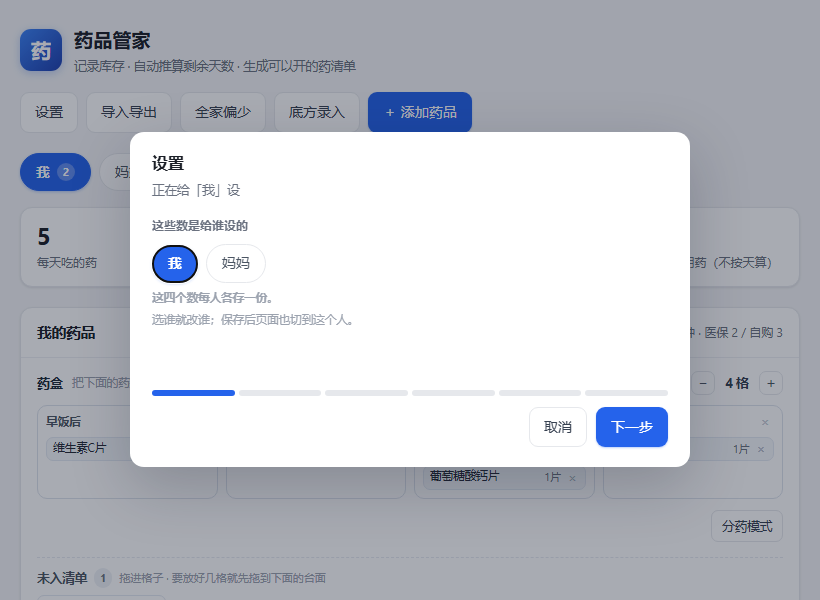 药
药品管家
记录库存 · 自动推算剩余天数 · 生成可以开的药清单
设置
导入导出
全家偏少
底方录入
+ 添加药品
我 2
妈
5
每天吃的药
用药（不按天算）
我的药品
种 · 医保 2 / 自购 3
药盒 把下面的药
− 4 格 +
早饭后
×
维生素C片
1片 ×
葡萄糖酸钙片 1片 ×
分药模式
未入清单 1 拖进格子 · 要放好几格就先拖到下面的台面
设置
正在给「我」设
这些数是给谁设的
我
妈妈
这四个数每人各存一份。
选谁就改谁；保存后页面也切到这个人。
取消
下一步